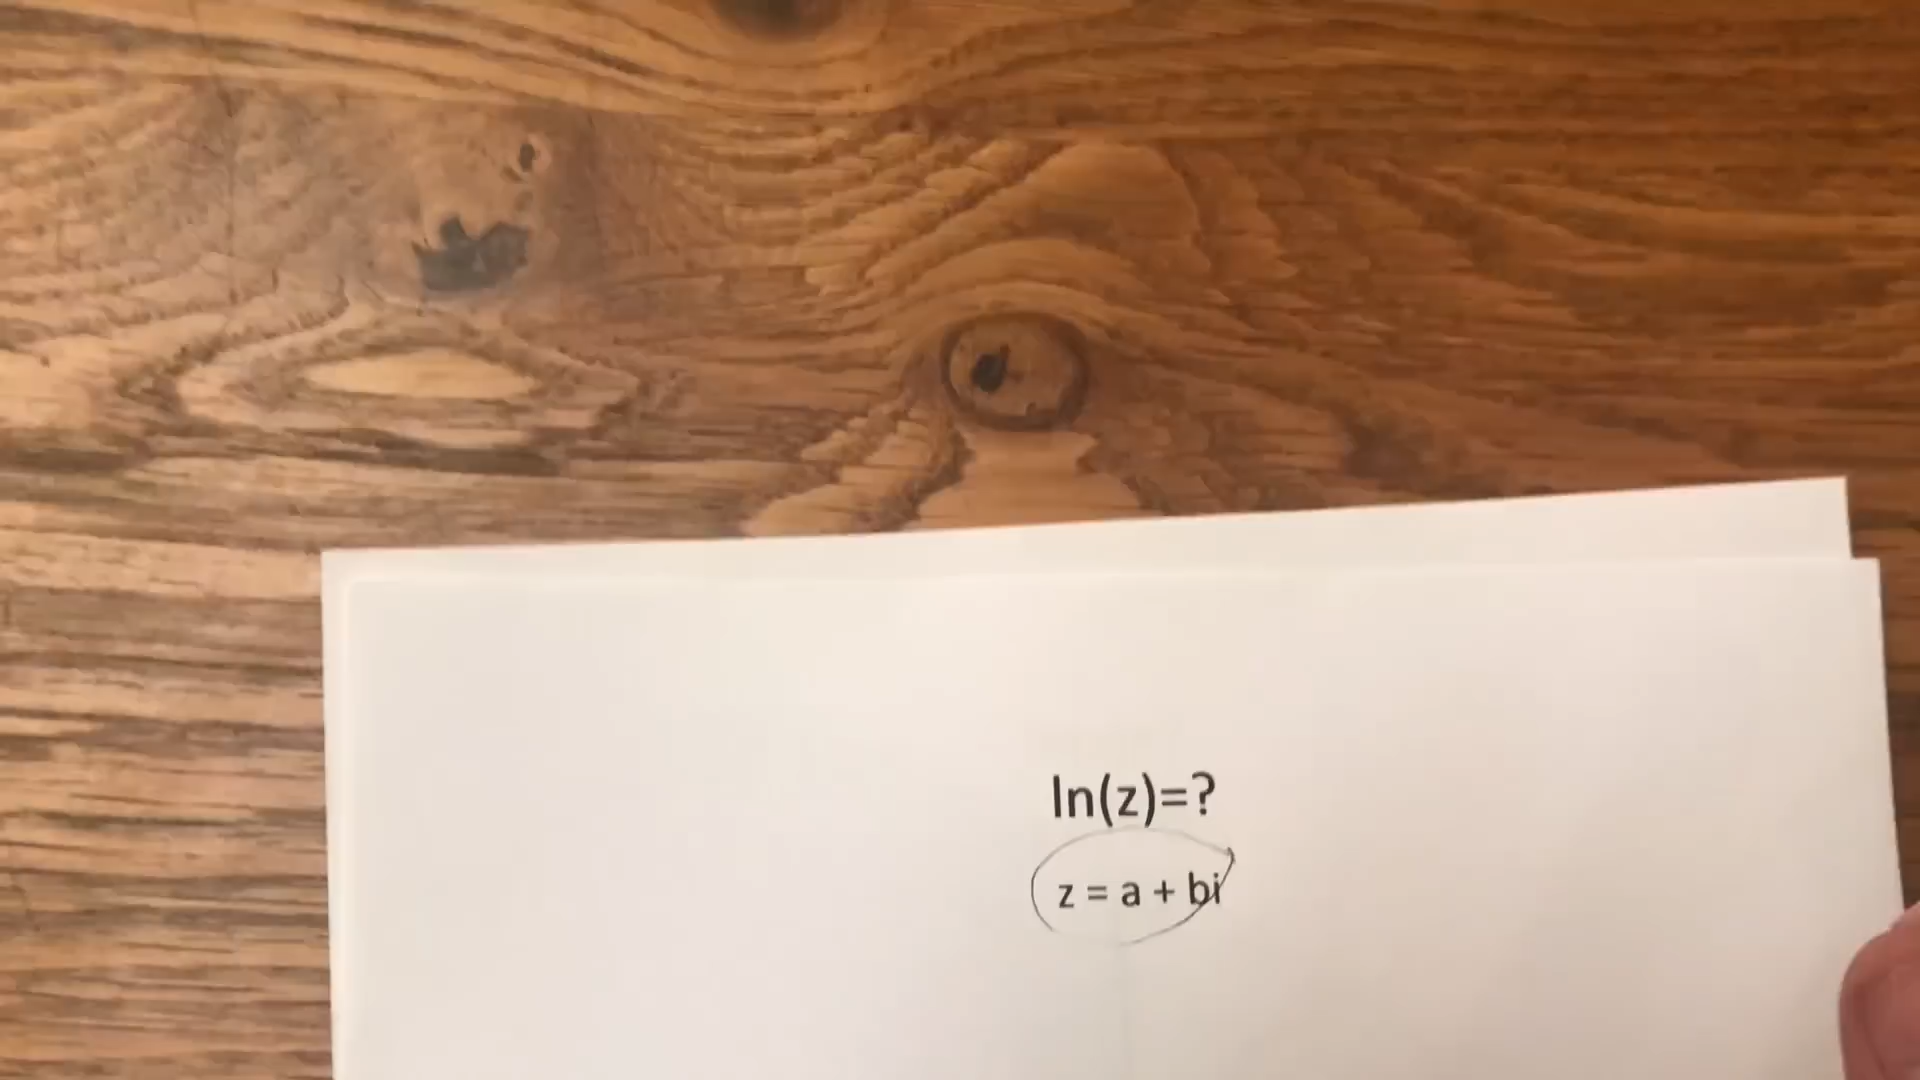 ln(z)=?
z = a + bi